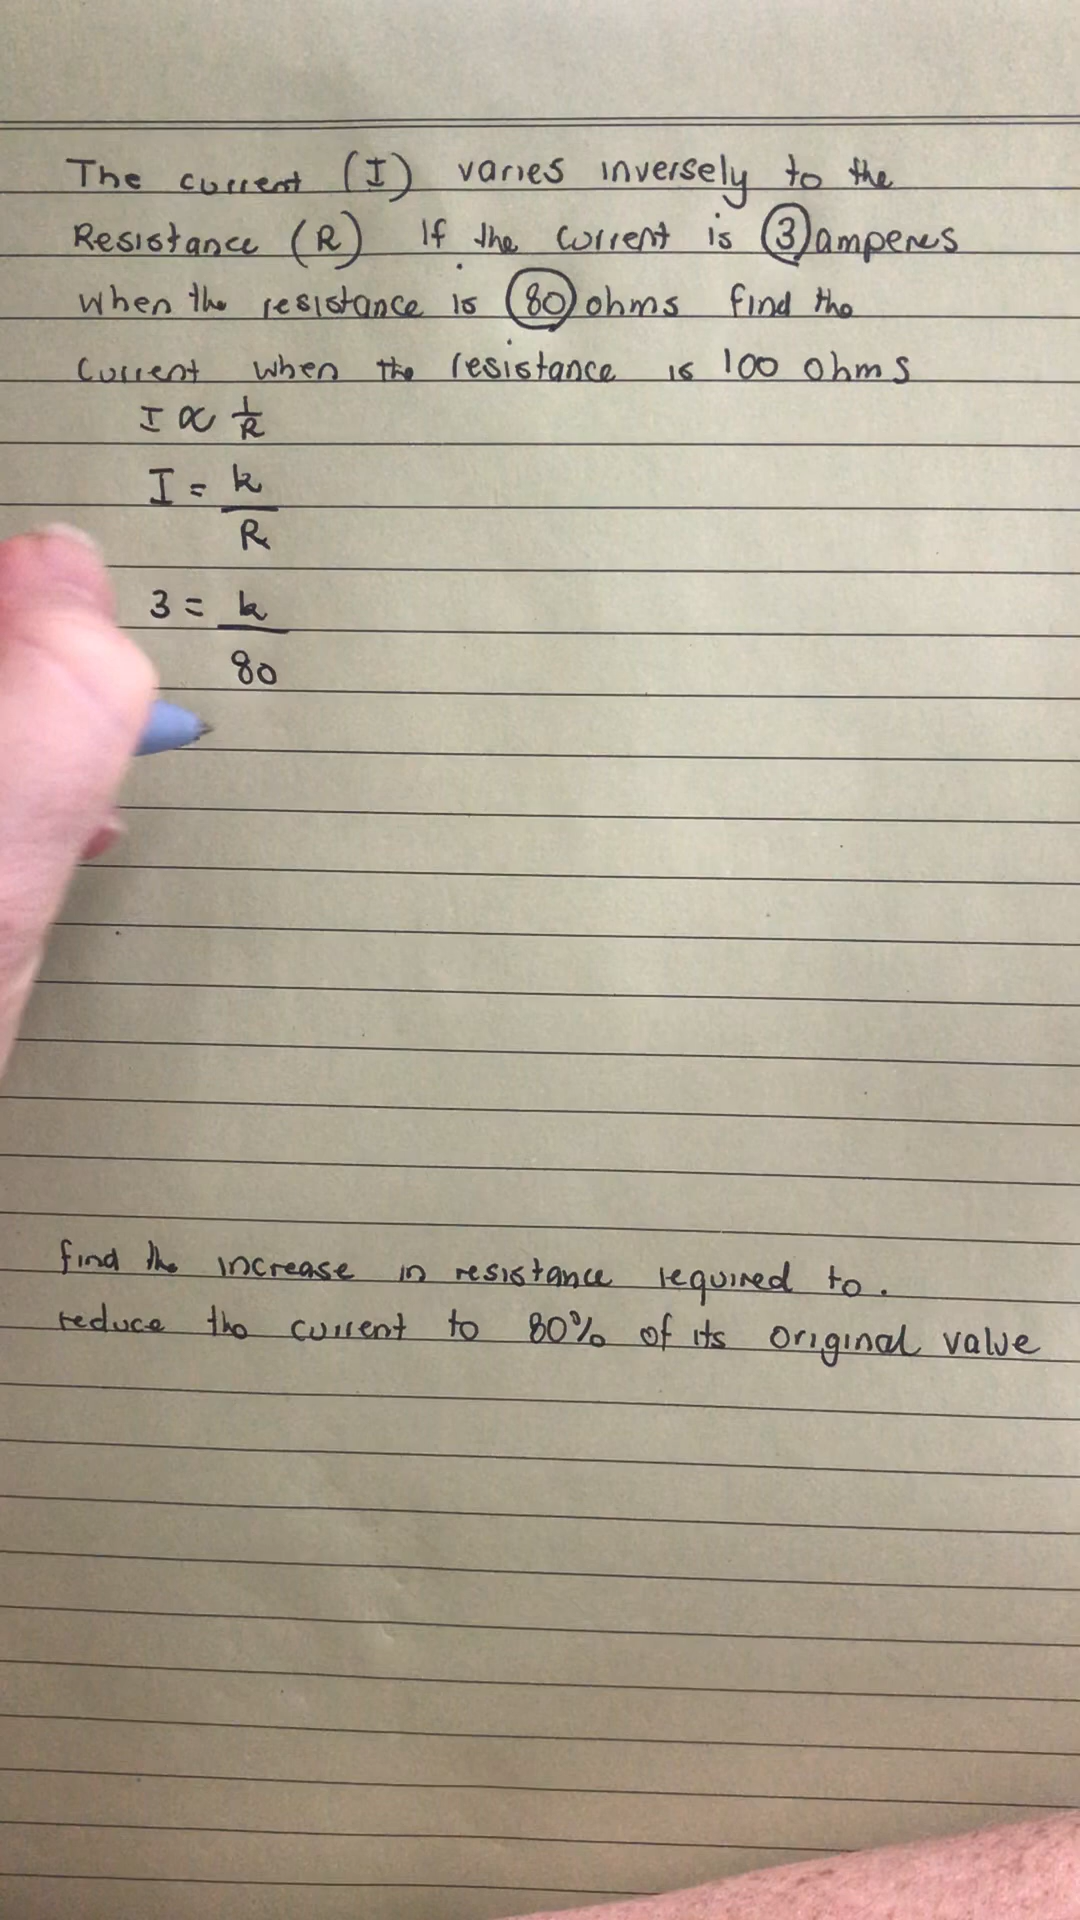 The current (I) varies inversely to the
Resistance (R) If the current is 3 amperes
when the resistance is 80 ohms find the
current when the resistance is 100 ohms
I ∝ 1/R
I = k/R
3 = k/80
find the increase in resistance required to.
reduce the current to 80% of its original value